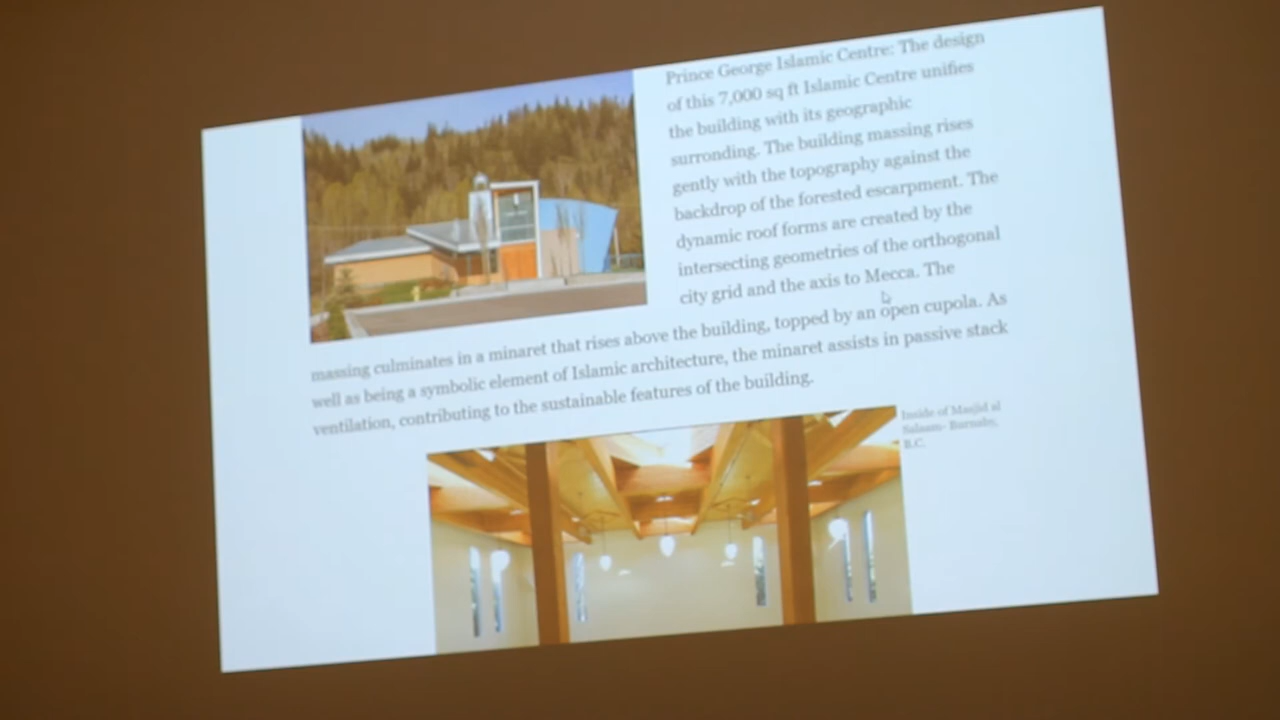 Prince George Islamic Centre: The design
of this 7,000 sq ft Islamic Centre unifies
the building with its geographic
surronding. The building massing rises
gently with the topography against the
backdrop of the forested escarpment. The
dynamic roof forms are created by the
intersecting geometries of the orthogonal
city grid and the axis to Mecca. The
massing culminates in a minaret that rises above the building, topped by an open cupola. As
well as being a symbolic element of Islamic architecture, the minaret assists in passive stack
ventilation, contributing to the sustainable features of the building.
Inside of Masjid al
Salaam- Burnaby,
B.C.